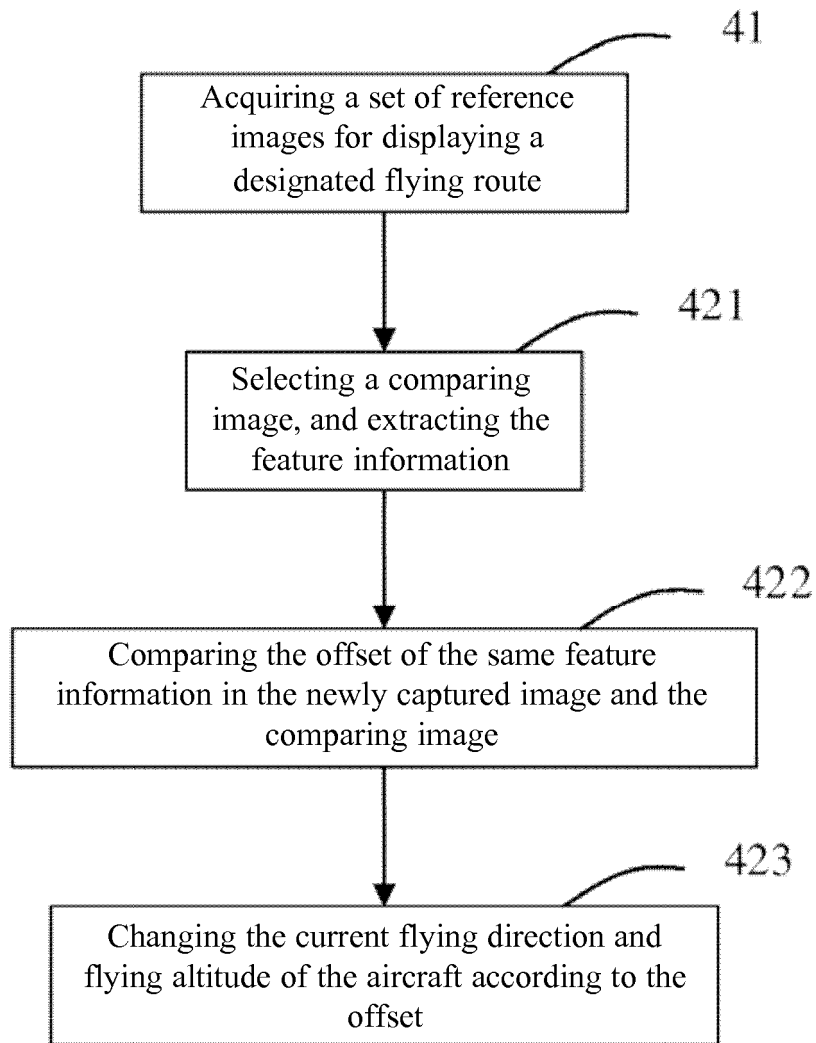 41
Acquiring a set of reference
images for displaying a
designated flying route
421
Selecting a comparing
image, and extracting the
feature information
422
Comparing the offset of the same feature
information in the newly captured image and the
comparing image
423
Changing the current flying direction and
flying altitude of the aircraft according to the
offset